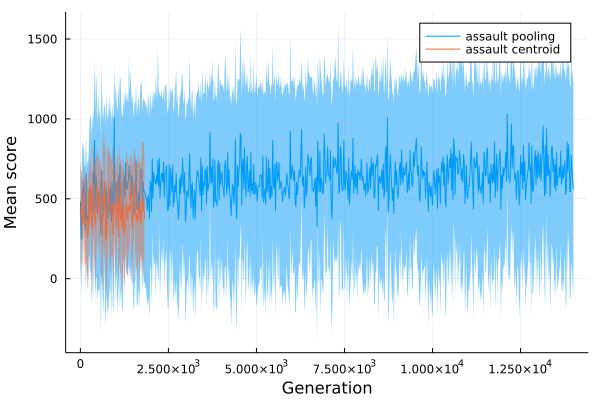 assault pooling
assault centroid
1500
1000
500
0
Mean score
0
2.500×10³
5.000×10³
7.500×10³
1.000×10⁴
1.250×10⁴
Generation